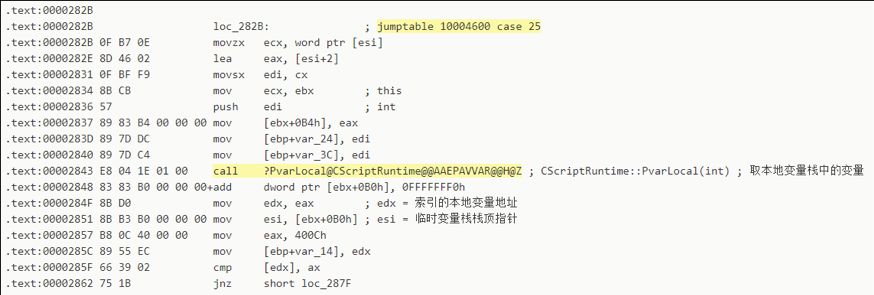 .text:0000282B
.text:0000282B loc_282B: ; jumptable 10004600 case 25
.text:0000282B 0F B7 0E movzx ecx, word ptr [esi]
.text:0000282E 8D 46 02 lea eax, [esi+2]
.text:00002831 0F BF F9 movsx edi, cx
.text:00002834 8B CB mov ecx, ebx ; this
.text:00002836 57 push edi ; int
.text:00002837 89 83 B4 00 00 00 mov [ebx+0B4h], eax
.text:0000283D 89 7D DC mov [ebp+var_24], edi
.text:00002840 89 7D C4 mov [ebp+var_3C], edi
.text:00002843 E8 04 1E 01 00 call ?PvarLocal@CScriptRuntime@@AAEPAVVAR@@H@Z ; CScriptRuntime::PvarLocal(int) ; 取本地变量栈中的变量
.text:00002848 83 83 B0 00 00 00+add dword ptr [ebx+0B0h], 0FFFFFFF0h
.text:0000284F 8B D0 mov edx, eax ; edx = 索引的本地变量地址
.text:00002851 8B B3 B0 00 00 00 mov esi, [ebx+0B0h] ; esi = 临时变量栈栈顶指针
.text:00002857 B8 0C 40 00 00 mov eax, 400Ch
.text:0000285C 89 55 EC mov [ebp+var_14], edx
.text:0000285F 66 39 02 cmp [edx], ax
.text:00002862 75 1B jnz short loc_287F